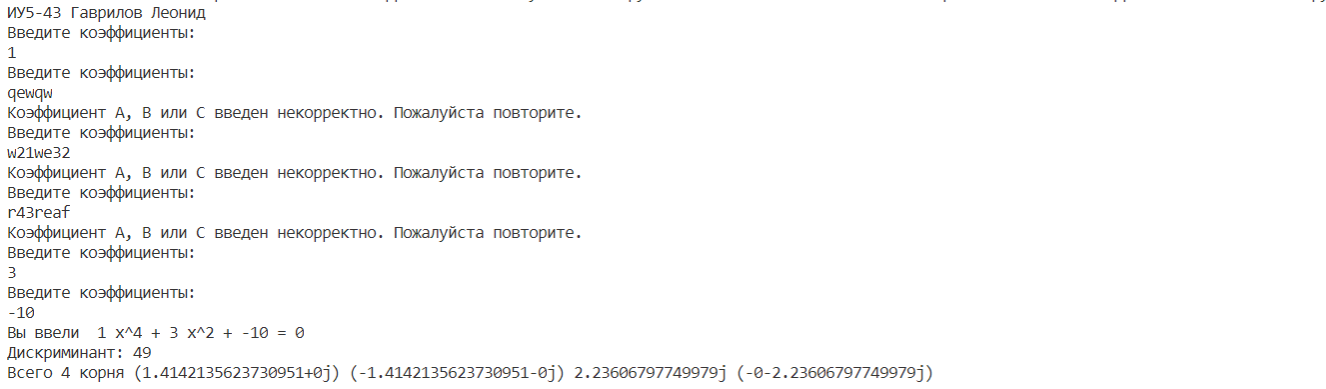 ИУ5-43 Гаврилов Леонид
Введите коэффициенты:
1
Введите коэффициенты:
qewqw
Коэффициент A, B или C введен некорректно. Пожалуйста повторите.
Введите коэффициенты:
w21we32
Коэффициент A, B или C введен некорректно. Пожалуйста повторите.
Введите коэффициенты:
r43reaf
Коэффициент A, B или C введен некорректно. Пожалуйста повторите.
Введите коэффициенты:
3
Введите коэффициенты:
-10
Вы ввели  1 x^4 + 3 x^2 + -10 = 0
Дискриминант: 49
Всего 4 корня (1.4142135623730951+0j) (-1.4142135623730951-0j) 2.23606797749979j (-0-2.23606797749979j)